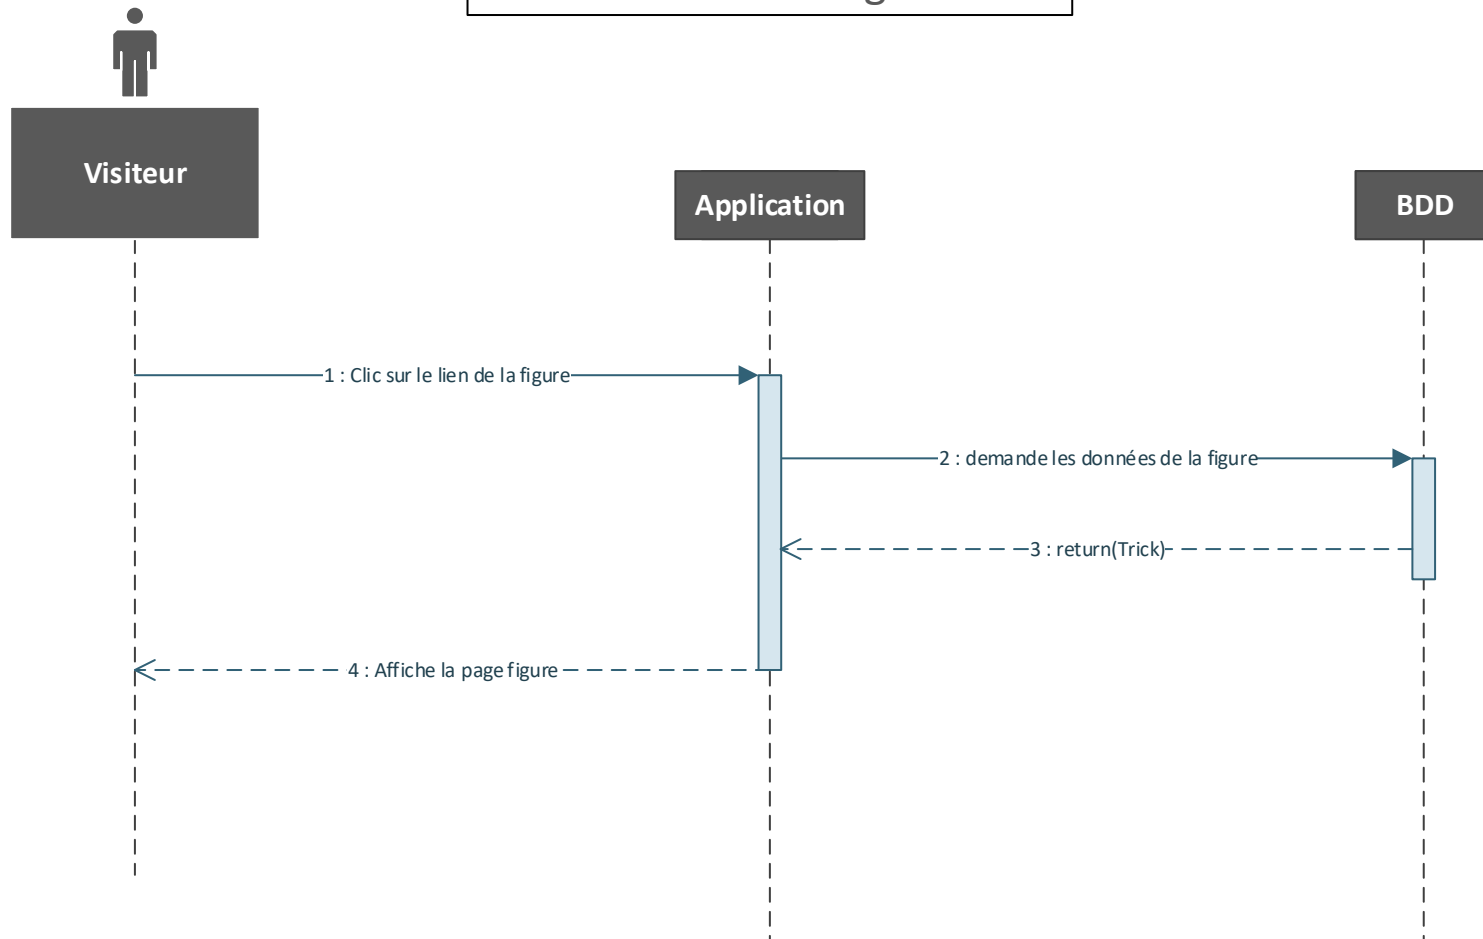 Visiteur
Application
BDD
1 : Clic sur le lien de la figure
2 : demande les données de la figure
3 : return(Trick)
4 : Affiche la page figure